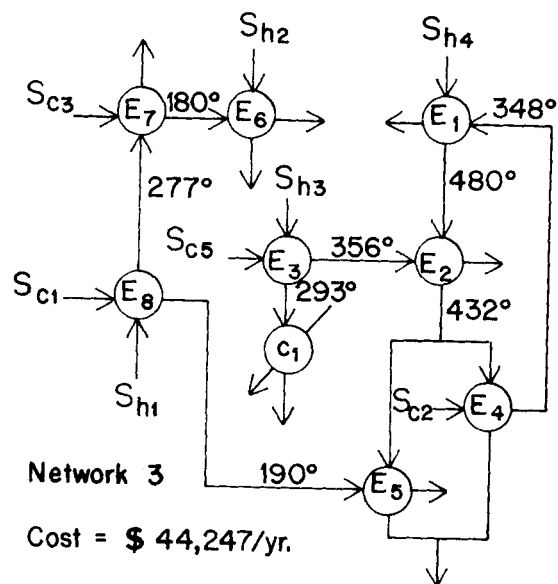 Sh2 Sh4
Sc3 E7 180° E6 E1 348°
277° Sh3 480°
Sc5 E3 356° E2
Sc1 E8 293° 432°
C1
Sh1 Sc2 E4
Network 3 190° E5
Cost = $ 44,247/yr.